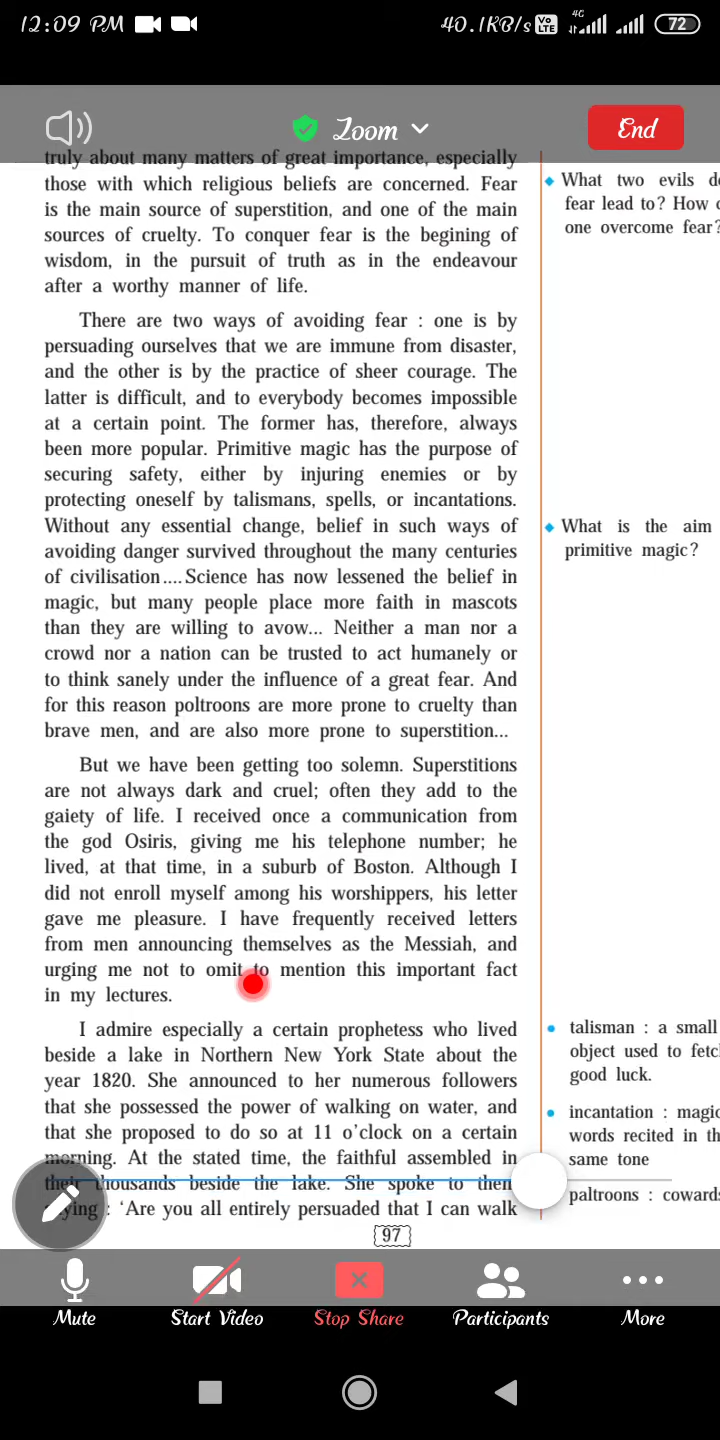 12:09 PM
40.1KB/s Vo LTE 4G 72
Zoom
End
truly about many matters of great importance, especially
those with which religious beliefs are concerned. Fear
is the main source of superstition, and one of the main
sources of cruelty. To conquer fear is the begining of
wisdom, in the pursuit of truth as in the endeavour
after a worthy manner of life.
What two evils
fear lead to? How
one overcome fear?
There are two ways of avoiding fear : one is by
persuading ourselves that we are immune from disaster,
and the other is by the practice of sheer courage. The
latter is difficult, and to everybody becomes impossible
at a certain point. The former has, therefore, always
been more popular. Primitive magic has the purpose of
securing safety, either by injuring enemies or by
protecting oneself by talismans, spells, or incantations.
Without any essential change, belief in such ways of
avoiding danger survived throughout the many centuries
of civilisation....Science has now lessened the belief in
magic, but many people place more faith in mascots
than they are willing to avow... Neither a man nor a
crowd nor a nation can be trusted to act humanely or
to think sanely under the influence of a great fear. And
for this reason poltroons are more prone to cruelty than
brave men, and are also more prone to superstition...
What is the aim
primitive magic?
But we have been getting too solemn. Superstitions
are not always dark and cruel; often they add to the
gaiety of life. I received once a communication from
the god Osiris, giving me his telephone number; he
lived, at that time, in a suburb of Boston. Although I
did not enroll myself among his worshippers, his letter
gave me pleasure. I have frequently received letters
from men announcing themselves as the Messiah, and
urging me not to omit to mention this important fact
in my lectures.
I admire especially a certain prophetess who lived
beside a lake in Northern New York State about the
year 1820. She announced to her numerous followers
that she possessed the power of walking on water, and
that she proposed to do so at 11 o'clock on a certain
morning. At the stated time, the faithful assembled in
their thousands beside the lake. She spoke to
: 'Are you all entirely persuaded that I can walk
talisman : a small
object used to
good luck.
incantation :
words recited in
same tone
paltroons :
97
Mute
Start Video
Stop Share
Participants
More